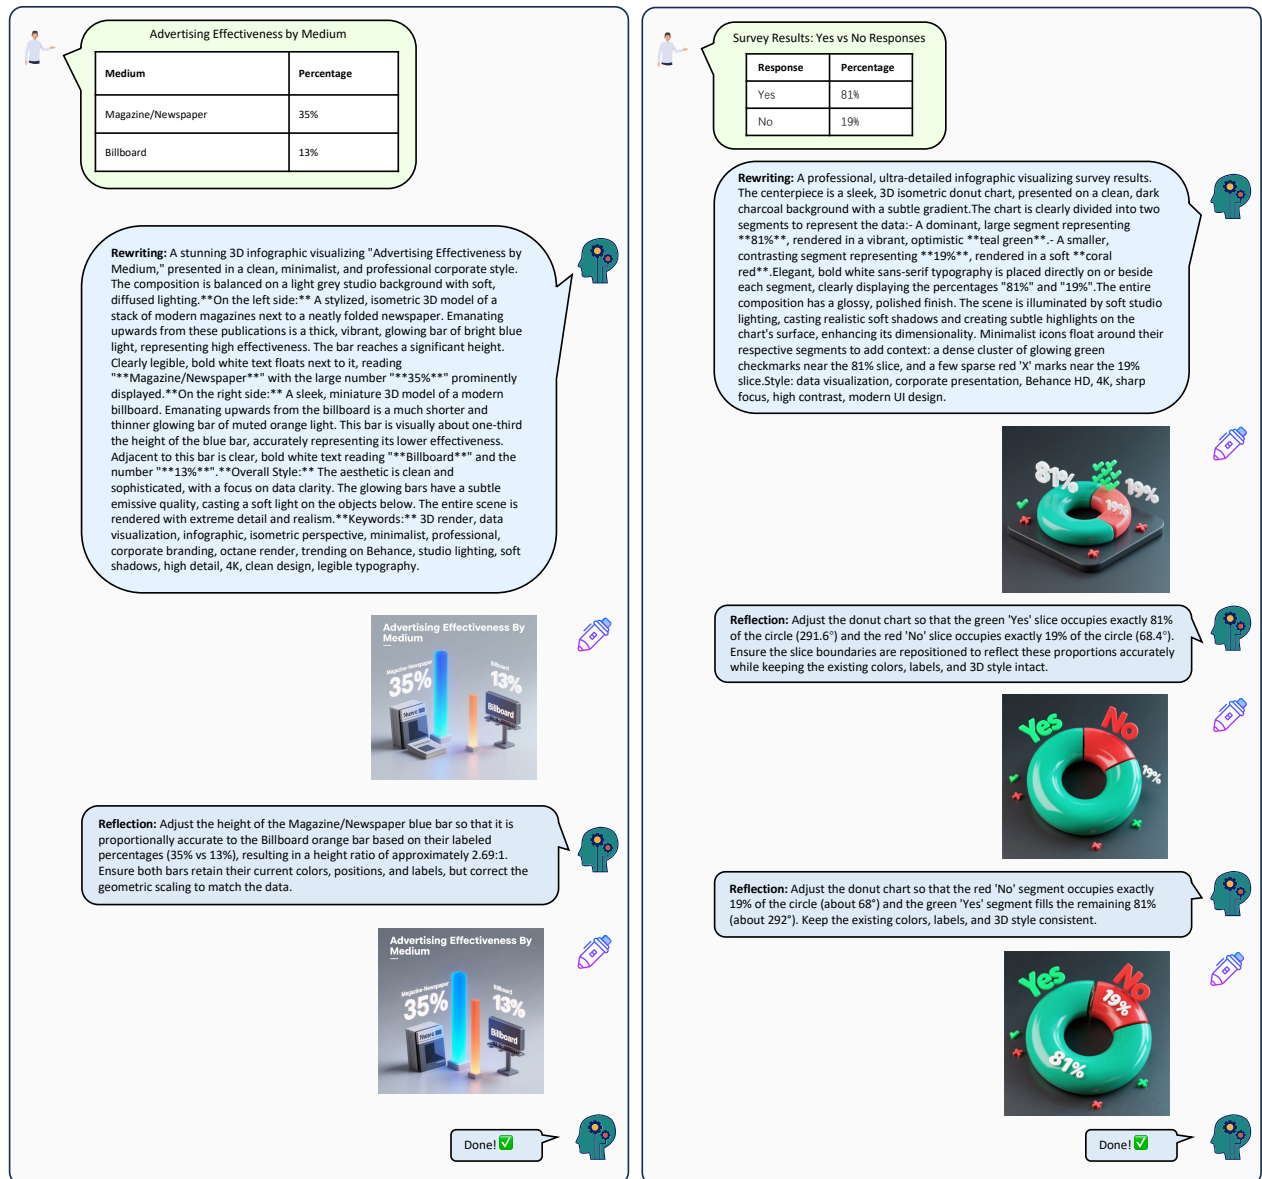 Advertising Effectiveness by Medium
Medium Percentage
Magazine/Newspaper 35%
Billboard 13%
Rewriting: A stunning 3D infographic visualizing "Advertising Effectiveness by
Medium," presented in a clean, minimalist, and professional corporate style.
The composition is balanced on a light grey studio background with soft,
diffused lighting.**On the left side:** A stylized, isometric 3D model of a
stack of modern magazines next to a neatly folded newspaper. Emanating
upwards from these publications is a thick, vibrant, glowing bar of bright blue
light, representing high effectiveness. The bar reaches a significant height.
Clearly legible, bold white text floats next to it, reading
"**Magazine/Newspaper**" with the large number "**35%**" prominently
displayed.**On the right side:** A sleek, miniature 3D model of a modern
billboard. Emanating upwards from the billboard is a much shorter and
thinner glowing bar of muted orange light. This bar is visually about one-third
the height of the blue bar, accurately representing its lower effectiveness.
Adjacent to this bar is clear, bold white text reading "**Billboard**" and the
number "**13%**".**Overall Style:** The aesthetic is clean and
sophisticated, with a focus on data clarity. The glowing bars have a subtle
emissive quality, casting a soft light on the objects below. The entire scene is
rendered with extreme detail and realism.**Keywords:** 3D render, data
visualization, infographic, isometric perspective, minimalist, professional,
corporate branding, octane render, trending on Behance, studio lighting, soft
shadows, high detail, 4K, clean design, legible typography.
Advertising Effectiveness By
Medium
Magazine-Newspaper
35%
Billboard
13%
News
Billboard
Reflection: Adjust the height of the Magazine/Newspaper blue bar so that it is
proportionally accurate to the Billboard orange bar based on their labeled
percentages (35% vs 13%), resulting in a height ratio of approximately 2.69:1.
Ensure both bars retain their current colors, positions, and labels, but correct the
geometric scaling to match the data.
Advertising Effectiveness By
Medium
Magazine-Newspaper
35%
Billboard
13%
News
Billboard
Done!
Survey Results: Yes vs No Responses
Response Percentage
Yes 81%
No 19%
Rewriting: A professional, ultra-detailed infographic visualizing survey results.
The centerpiece is a sleek, 3D isometric donut chart, presented on a clean, dark
charcoal background with a subtle gradient.The chart is clearly divided into two
segments to represent the data:- A dominant, large segment representing
**81%**, rendered in a vibrant, optimistic **teal green**.- A smaller,
contrasting segment representing **19%**, rendered in a soft **coral
red**.Elegant, bold white sans-serif typography is placed directly on or beside
each segment, clearly displaying the percentages "81%" and "19%".The entire
composition has a glossy, polished finish. The scene is illuminated by soft studio
lighting, casting realistic soft shadows and creating subtle highlights on the
chart's surface, enhancing its dimensionality. Minimalist icons float around their
respective segments to add context: a dense cluster of glowing green
checkmarks near the 81% slice, and a few sparse red 'X' marks near the 19%
slice.Style: data visualization, corporate presentation, Behance HD, 4K, sharp
focus, high contrast, modern UI design.
81%
19%
19%
Reflection: Adjust the donut chart so that the green 'Yes' slice occupies exactly 81%
of the circle (291.6°) and the red 'No' slice occupies exactly 19% of the circle (68.4°).
Ensure the slice boundaries are repositioned to reflect these proportions accurately
while keeping the existing colors, labels, and 3D style intact.
Yes No
19%
Reflection: Adjust the donut chart so that the red 'No' segment occupies exactly
19% of the circle (about 68°) and the green 'Yes' segment fills the remaining 81%
(about 292°). Keep the existing colors, labels, and 3D style consistent.
Yes No
19%
81%
Done!